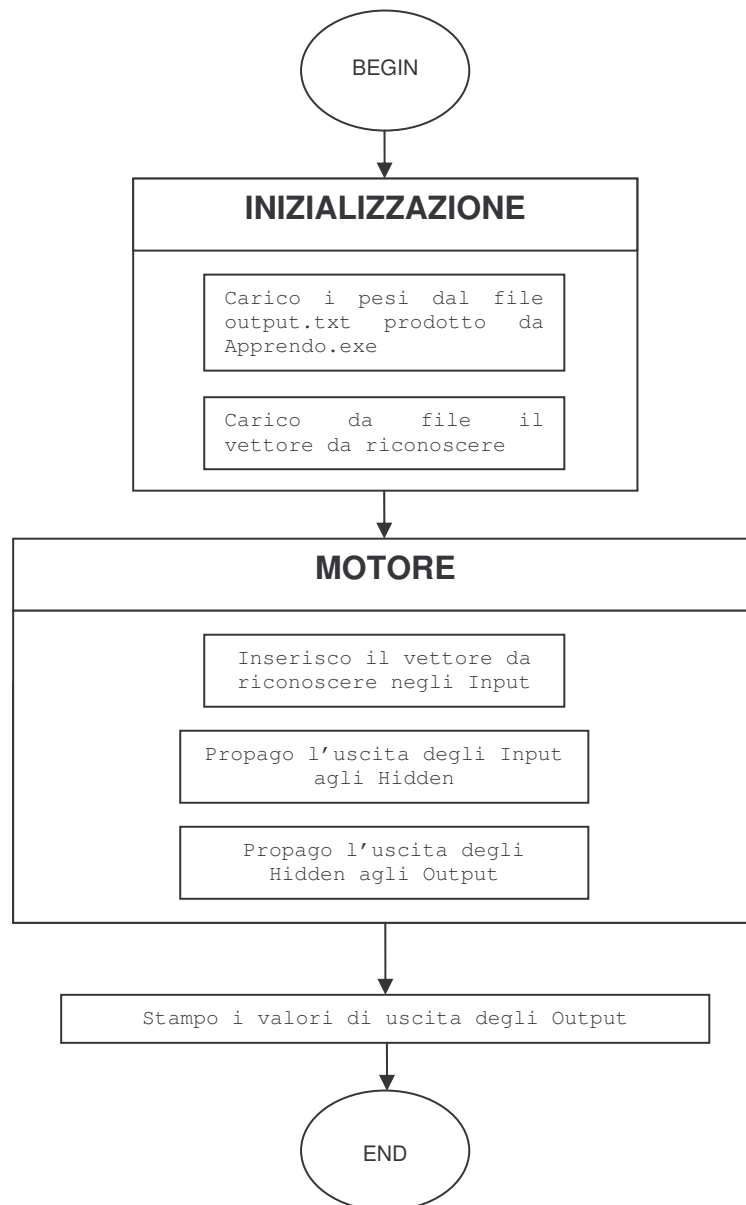 BEGIN
INIZIALIZZAZIONE
Carico i pesi dal file
output.txt prodotto da
Apprendo.exe
Carico da file il
vettore da riconoscere
MOTORE
Inserisco il vettore da
riconoscere negli Input
Propago l’uscita degli Input
agli Hidden
Propago l’uscita degli
Hidden agli Output
Stampo i valori di uscita degli Output
END